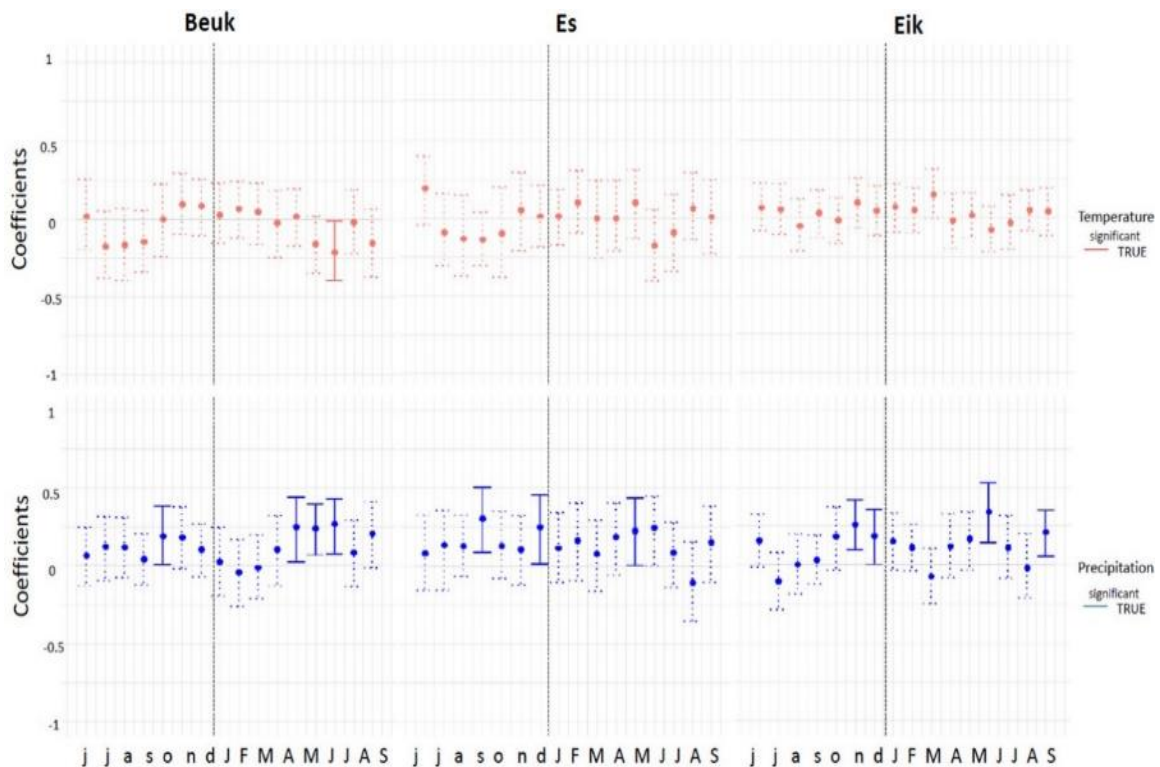 Beuk Es Eik
1
0.5
0
-0.5
-1
Coefficients
Temperature
significant
TRUE
1
0.5
0
-0.5
-1
Coefficients
Precipitation
significant
TRUE
j j a s o n d J F M A M J J A S j j a s o n d J F M A M J J A S j j a s o n d J F M A M J J A S